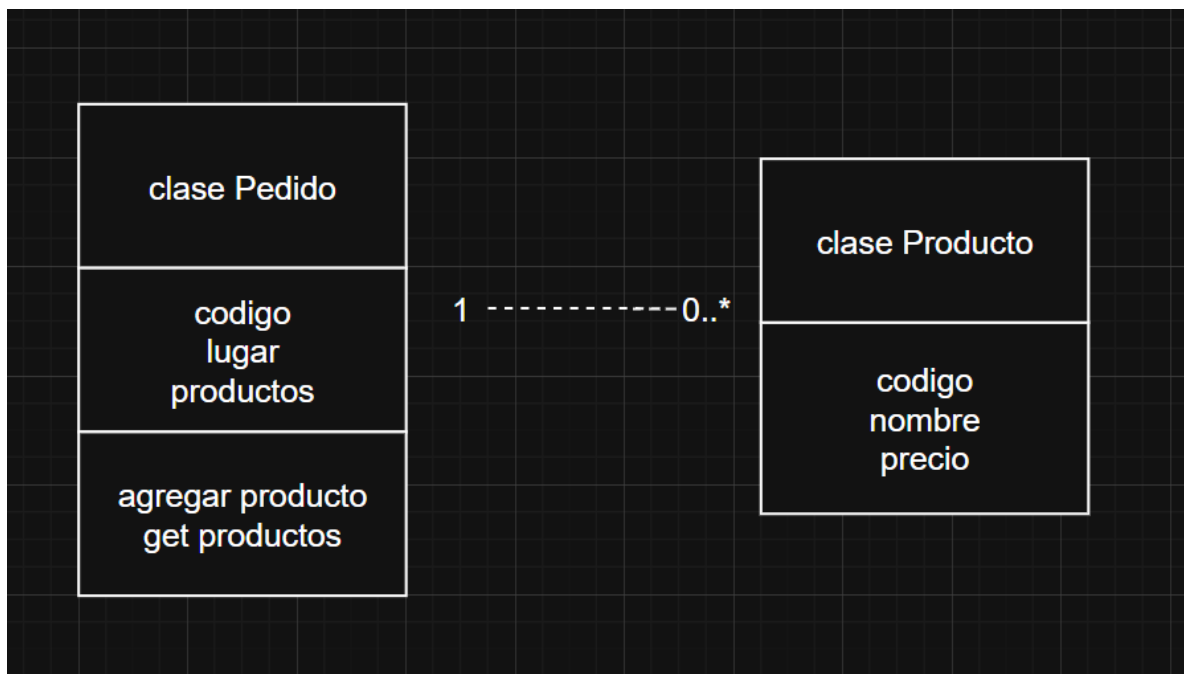 clase Pedido
codigo
lugar
productos
agregar producto
get productos
1
0..*
clase Producto
codigo
nombre
precio